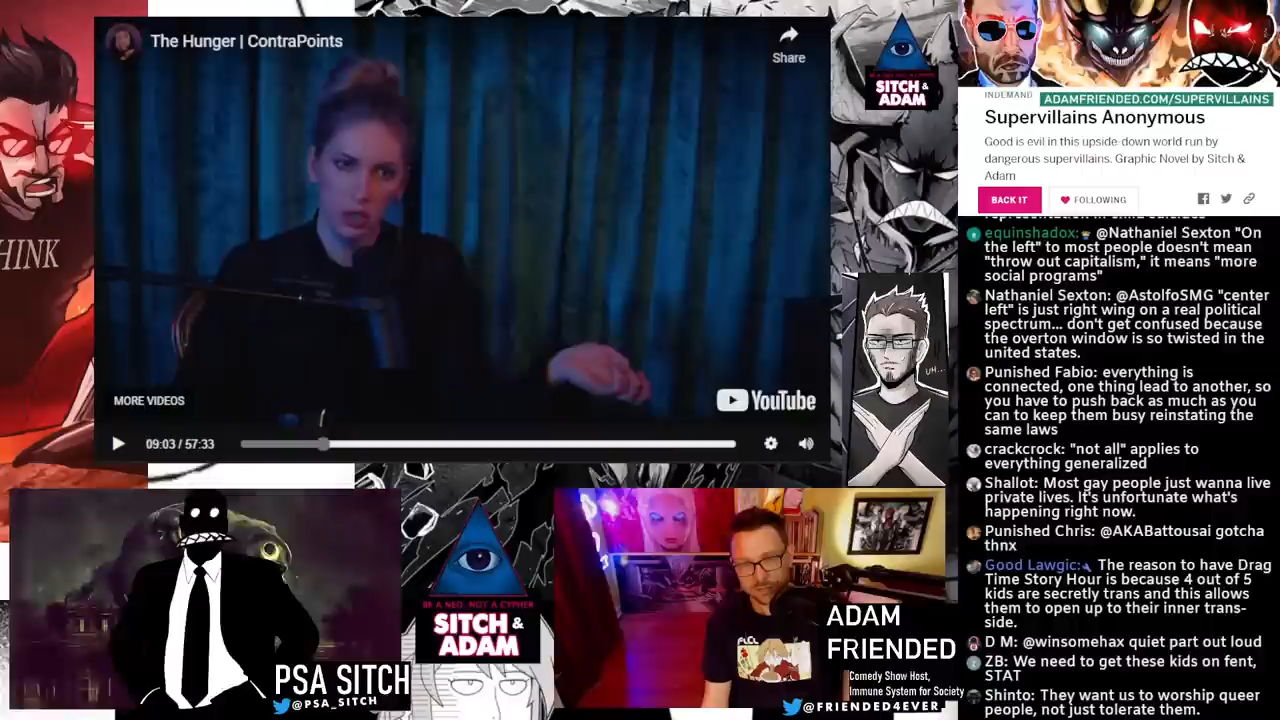 The Hunger | ContraPoints
Share
MORE VIDEOS
YouTube
09:03 / 57:33
HINK
SITCH &
ADAM
UH...
BE A NEO, NOT A CYPHER
SITCH &
ADAM
PSA SITCH
@PSA_SITCH
ADAM
FRIENDED
Comedy Show Host,
Immune System for Society
@FRIENDED4EVER
INDEMAND
ADAMFRIENDED.COM/SUPERVILLAINS
Supervillains Anonymous
Good is evil in this upside-down world run by
dangerous supervillains. Graphic Novel by Sitch &
Adam
BACK IT
FOLLOWING
equinshadox: @Nathaniel Sexton "On
the left" to most people doesn't mean
"throw out capitalism," it means "more
social programs"
Nathaniel Sexton: @AstolfoSMG "center
left" is just right wing on a real political
spectrum... don't get confused because
the overton window is so twisted in the
united states.
Punished Fabio: everything is
connected, one thing lead to another, so
you have to push back as much as you
can to keep them busy reinstating the
same laws
crackcrock: "not all" applies to
everything generalized
Shallot: Most gay people just wanna live
private lives. It's unfortunate what's
happening right now.
Punished Chris: @AKABattousai gotcha
thnx
Good Lawgic: The reason to have Drag
Time Story Hour is because 4 out of 5
kids are secretly trans and this allows
them to open up to their inner trans-
side.
D M: @winsomehax quiet part out loud
ZB: We need to get these kids on fent,
STAT
Shinto: They want us to worship queer
people, not just tolerate them.